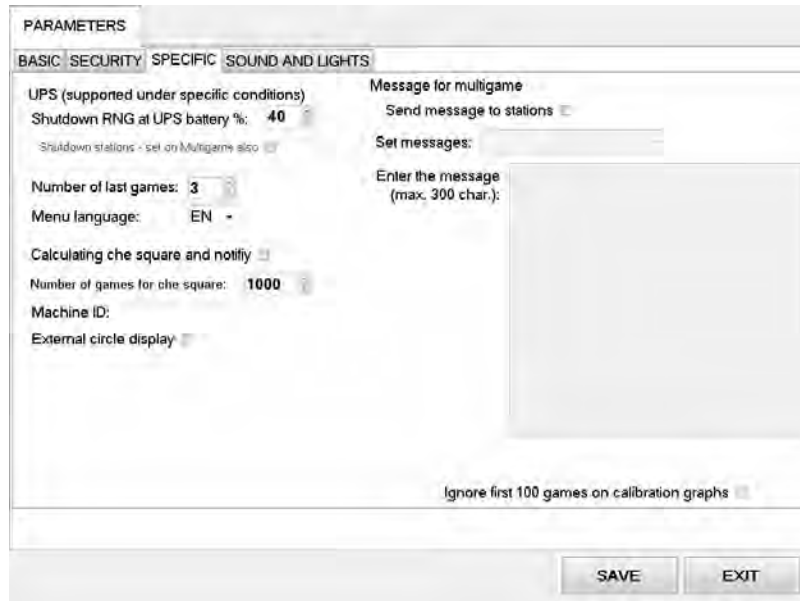 PARAMETERS
BASIC SECURITY SPECIFIC SOUND AND LIGHTS
UPS (supported under specific conditions)
Shutdown RNG at UPS battery %: 40
Shutdown stations - set on Multigame also
Number of last games: 3
Menu language: EN
Calculating che square and notifiy
Number of games for che square: 1000
Machine ID:
External circle display
Message for multigame
Send message to stations
Set messages:
Enter the message
(max. 300 char.):
Ignore first 100 games on calibration graphs
SAVE EXIT